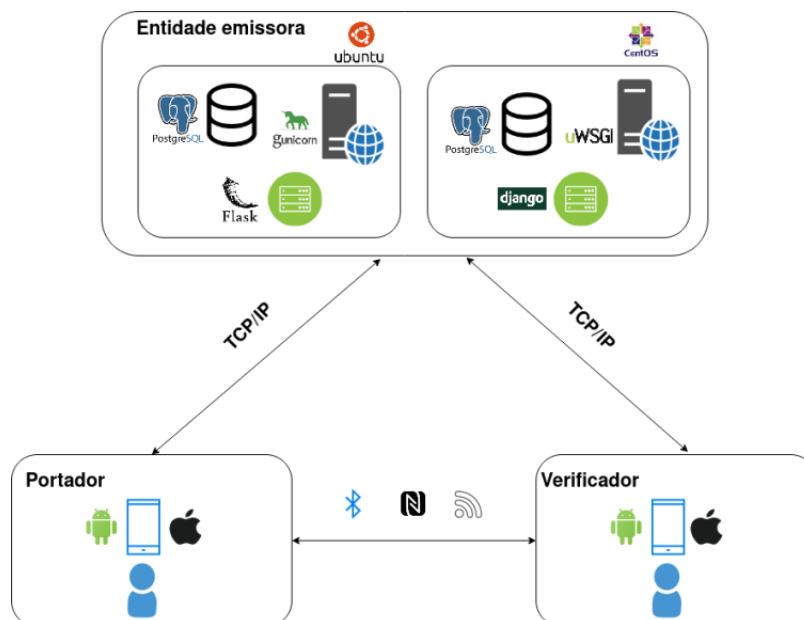 Entidade emissora
ubuntu
CentOS
PostgreSQL
gunicorn
Flask
PostgreSQL
uWSGI
django
TCP/IP
TCP/IP
Portador
Verificador